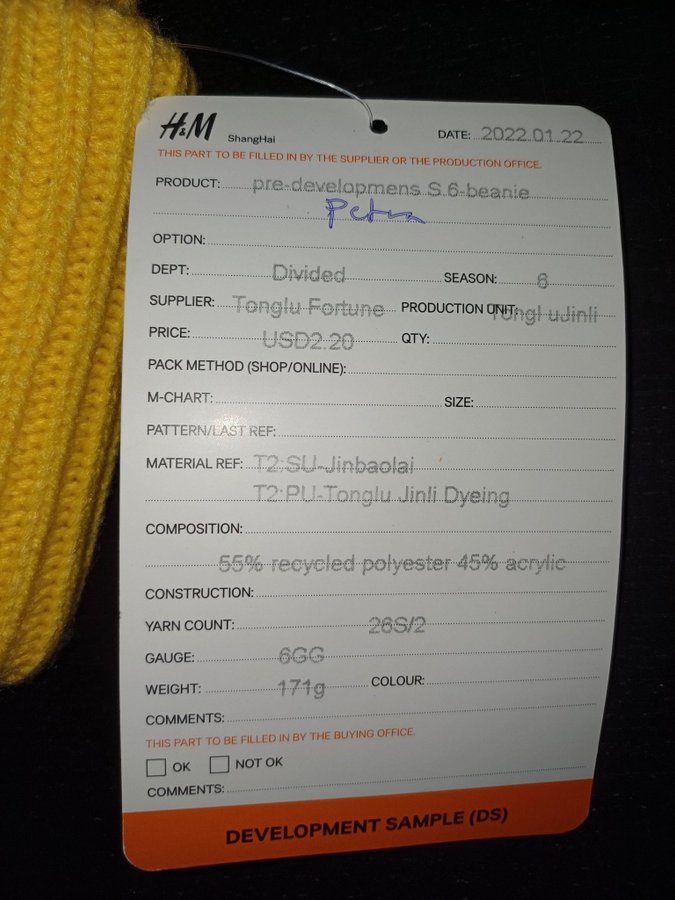 H&M ShangHai DATE: 2022.01.22
THIS PART TO BE FILLED IN BY THE SUPPLIER OR THE PRODUCTION OFFICE.
PRODUCT: pre-developmens S.6-beanie
Petra
OPTION:
DEPT: Divided SEASON: 6
SUPPLIER: Tonglu Fortune PRODUCTION UNIT: Tongl uJinli
PRICE: USD2.20 QTY:
PACK METHOD (SHOP/ONLINE):
M-CHART: SIZE:
PATTERN/LAST REF:
MATERIAL REF: T2:SU-Jinbaolai
T2:PU-Tonglu Jinli Dyeing
COMPOSITION:
55% recycled polyester 45% acrylic
CONSTRUCTION:
YARN COUNT: 26S/2
GAUGE: 6GG
WEIGHT: 171g COLOUR:
COMMENTS:
THIS PART TO BE FILLED IN BY THE BUYING OFFICE.
OK NOT OK
COMMENTS:
DEVELOPMENT SAMPLE (DS)